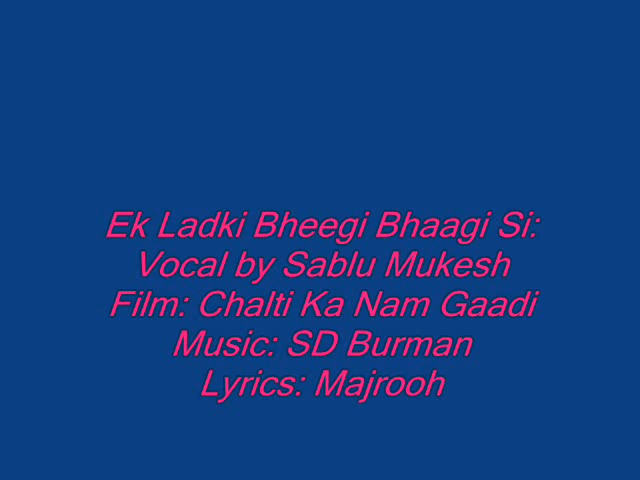 Ek Ladki Bheegi Bhaagi Si:
Vocal by Sablu Mukesh
Film: Chalti Ka Nam Gaadi
Music: SD Burman
Lyrics: Majrooh